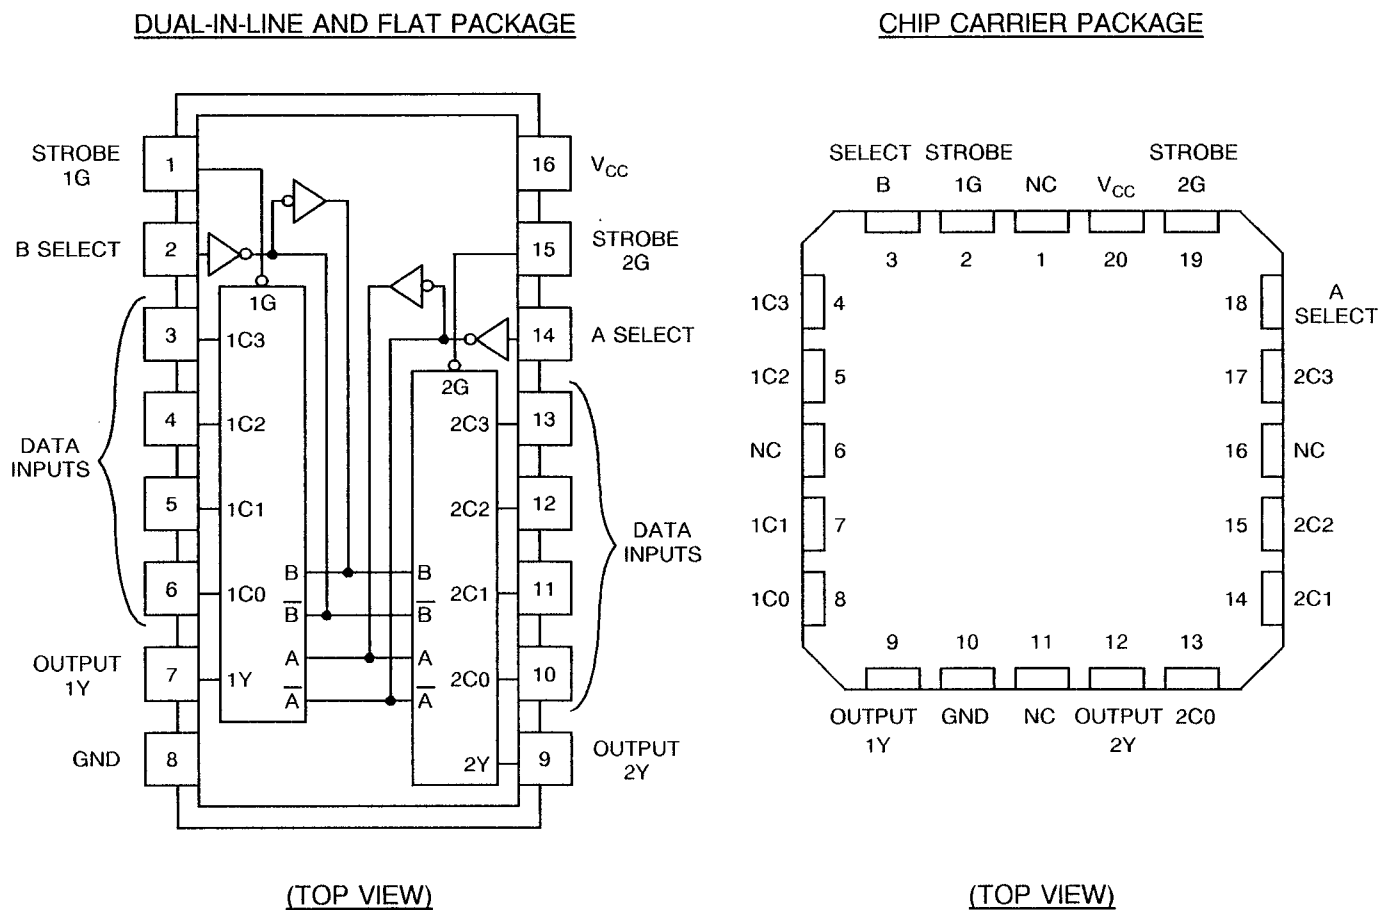 DUAL-IN-LINE AND FLAT PACKAGE
STROBE
1G
B SELECT
DATA
INPUTS
OUTPUT
1Y
GND
1
2
3
4
5
6
7
8
1G
1C3
1C2
1C1
1C0
1Y
B
B̅
A
A̅
B
B̅
A
A̅
2G
2C3
2C2
2C1
2C0
2Y
16
15
14
13
12
11
10
9
VCC
STROBE
2G
A SELECT
DATA
INPUTS
OUTPUT
2Y
(TOP VIEW)
CHIP CARRIER PACKAGE
SELECT
B
STROBE
1G
NC
VCC
STROBE
2G
3 2 1 20 19
1C3 4
1C2 5
NC 6
1C1 7
1C0 8
18 A
SELECT
17 2C3
16 NC
15 2C2
14 2C1
9 10 11 12 13
OUTPUT
1Y
GND
NC
OUTPUT
2Y
2C0
(TOP VIEW)